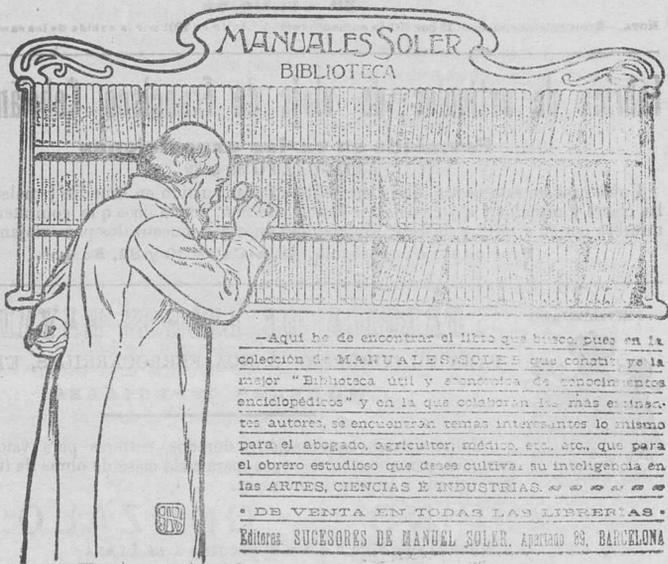 MANUALES SOLER
BIBLIOTECA
—Aquí he de encontrar el libro que busco, pues en la
colección de MANUALES SOLER que constituye la
mejor "Biblioteca útil y económica de conocimientos
enciclopédicos" y en la que colaboran los más eminen-
tes autores, se encuentran temas interesantes lo mismo
para el abogado, agricultor, médico, etc., etc., que para
el obrero estudioso que desee cultivar su inteligencia en
las ARTES, CIENCIAS É INDUSTRIAS.
• DE VENTA EN TODAS LAS LIBRERÍAS •
Editores: SUCESORES DE MANUEL SOLER, Apartado 89, BARCELONA